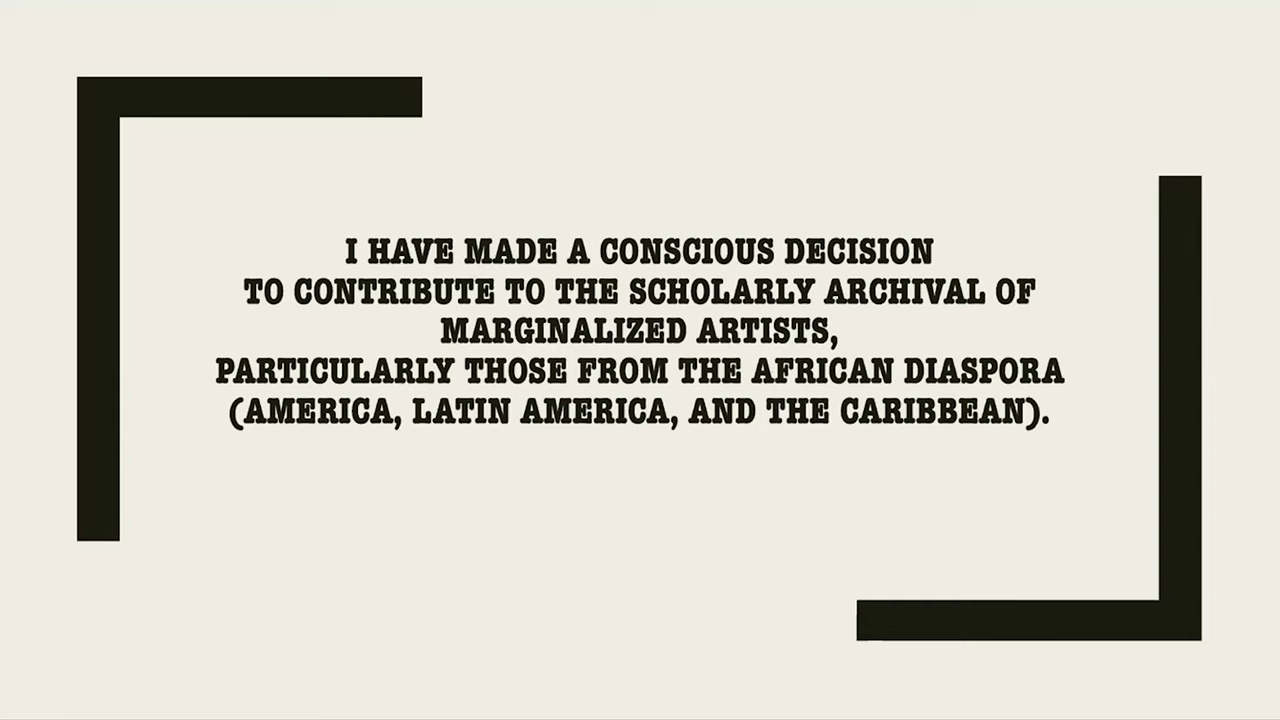 I HAVE MADE A CONSCIOUS DECISION
TO CONTRIBUTE TO THE SCHOLARLY ARCHIVAL OF
MARGINALIZED ARTISTS,
PARTICULARLY THOSE FROM THE AFRICAN DIASPORA
(AMERICA, LATIN AMERICA, AND THE CARIBBEAN).